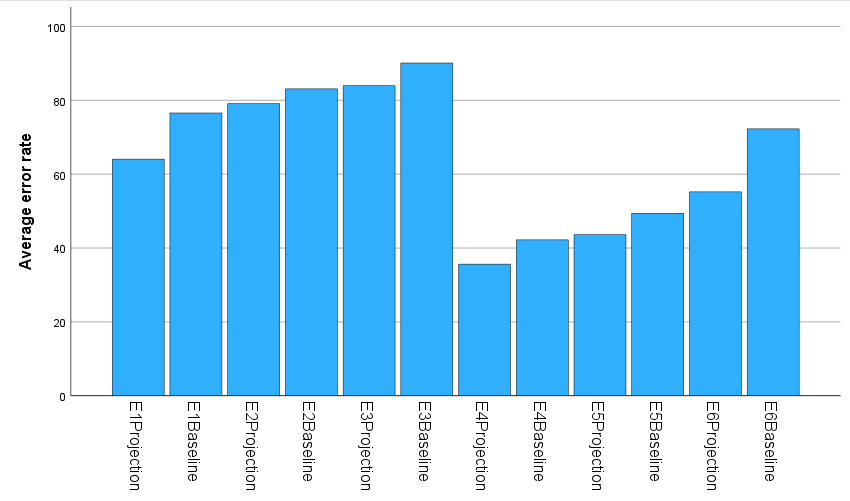 Average error rate
100
80
60
40
20
0
E1Projection
E1Baseline
E2Projection
E2Baseline
E3Projection
E3Baseline
E4Projection
E4Baseline
E5Projection
E5Baseline
E6Projection
E6Baseline